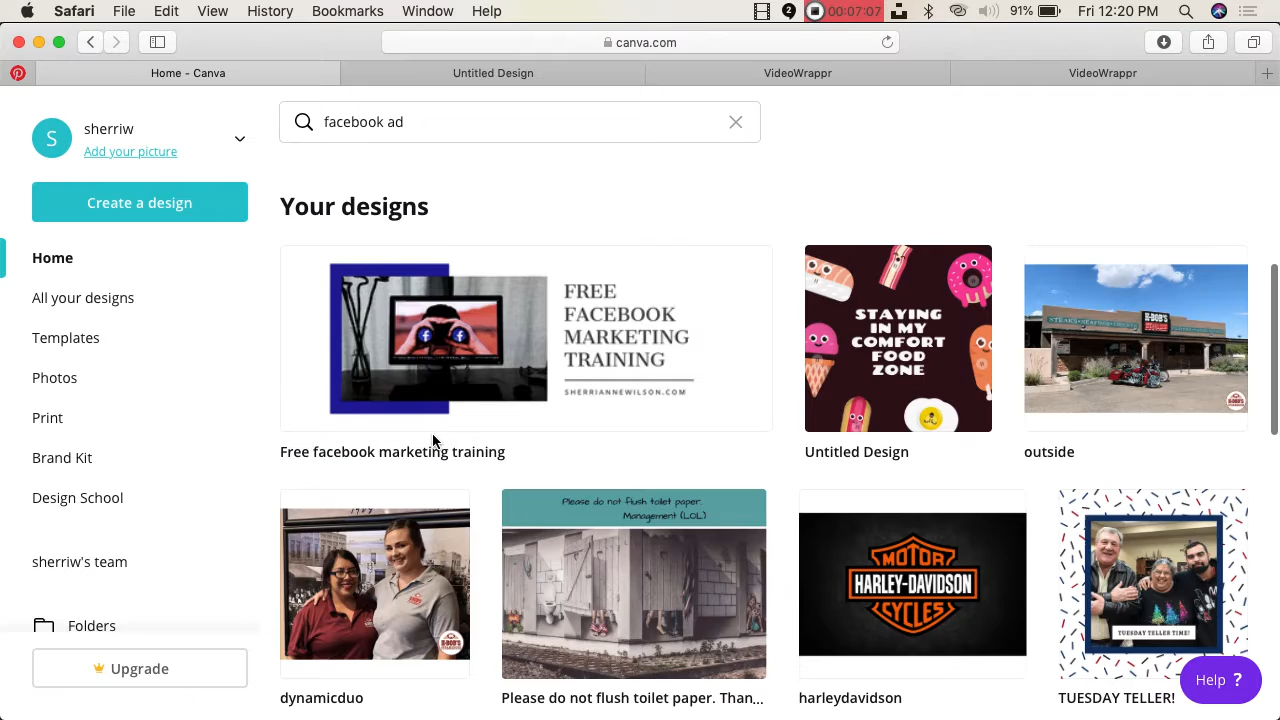 Safari File Edit View History Bookmarks Window Help 2 00:07:07 91% Fri 12:20 PM
canva.com
Home - Canva Untitled Design VideoWrappr VideoWrappr
S sherriw
Add your picture
facebook ad
Create a design
Your designs
Home
All your designs
Templates
Photos
Print
Brand Kit
Design School
sherriw's team
Folders
Upgrade
FREE
FACEBOOK
MARKETING
TRAINING
SHERRIANNEWILSON.COM
STAYING
IN MY
COMFORT
FOOD
ZONE
K-BOB'S
Free facebook marketing training Untitled Design outside
Please do not flush toilet paper.
Management (LOL)
MOTOR
HARLEY-DAVIDSON
CYCLES
TUESDAY TELLER TIME!
dynamicduo Please do not flush toilet paper. Than... harleydavidson TUESDAY TELLER!
Help ?